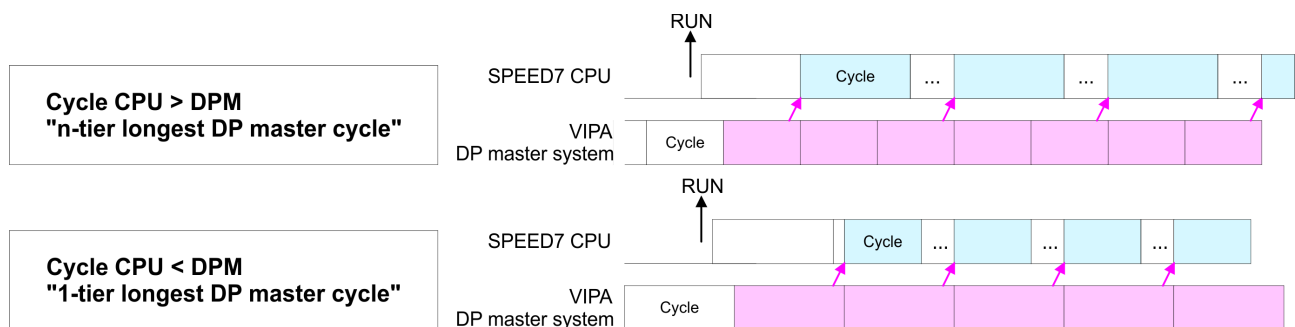 RUN
SPEED7 CPU
Cycle
...
...
...
Cycle CPU > DPM
"n-tier longest DP master cycle"
VIPA
DP master system
Cycle
RUN
SPEED7 CPU
Cycle
...
...
...
Cycle CPU < DPM
"1-tier longest DP master cycle"
VIPA
DP master system
Cycle